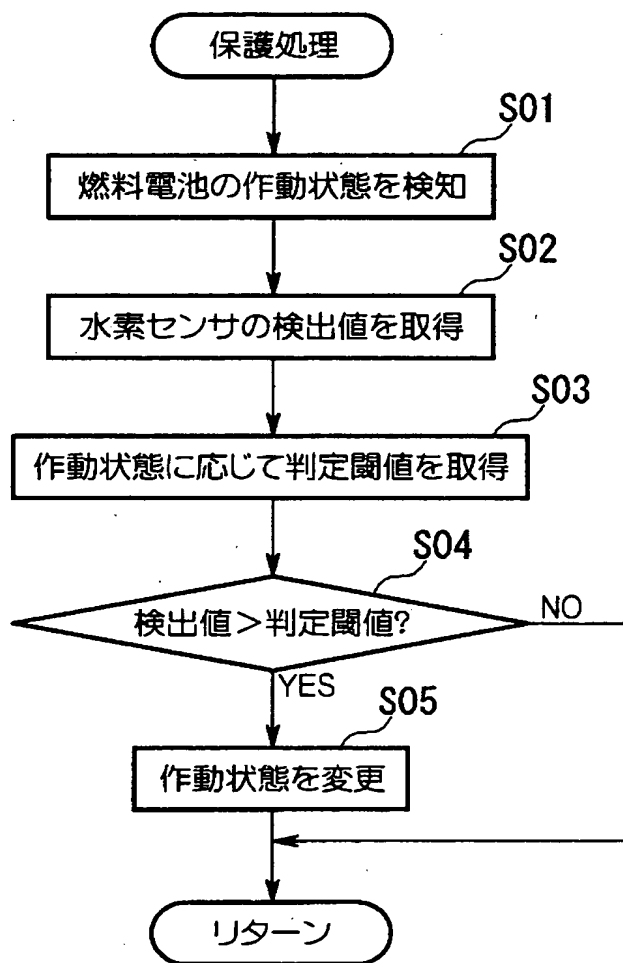 保護処理
S01
燃料電池の作動状態を検知
S02
水素センサの検出値を取得
S03
作動状態に応じて判定閾値を取得
S04
検出値>判定閾値?
NO
YES
S05
作動状態を変更
リターン